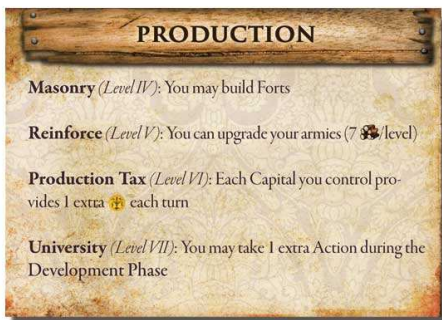 PRODUCTION
Masonry (Level IV): You may build Forts
Reinforce (Level V): You can upgrade your armies (7 /level)
Production Tax (Level VI): Each Capital you control pro-
vides 1 extra each turn
University (Level VII): You may take 1 extra Action during the
Development Phase